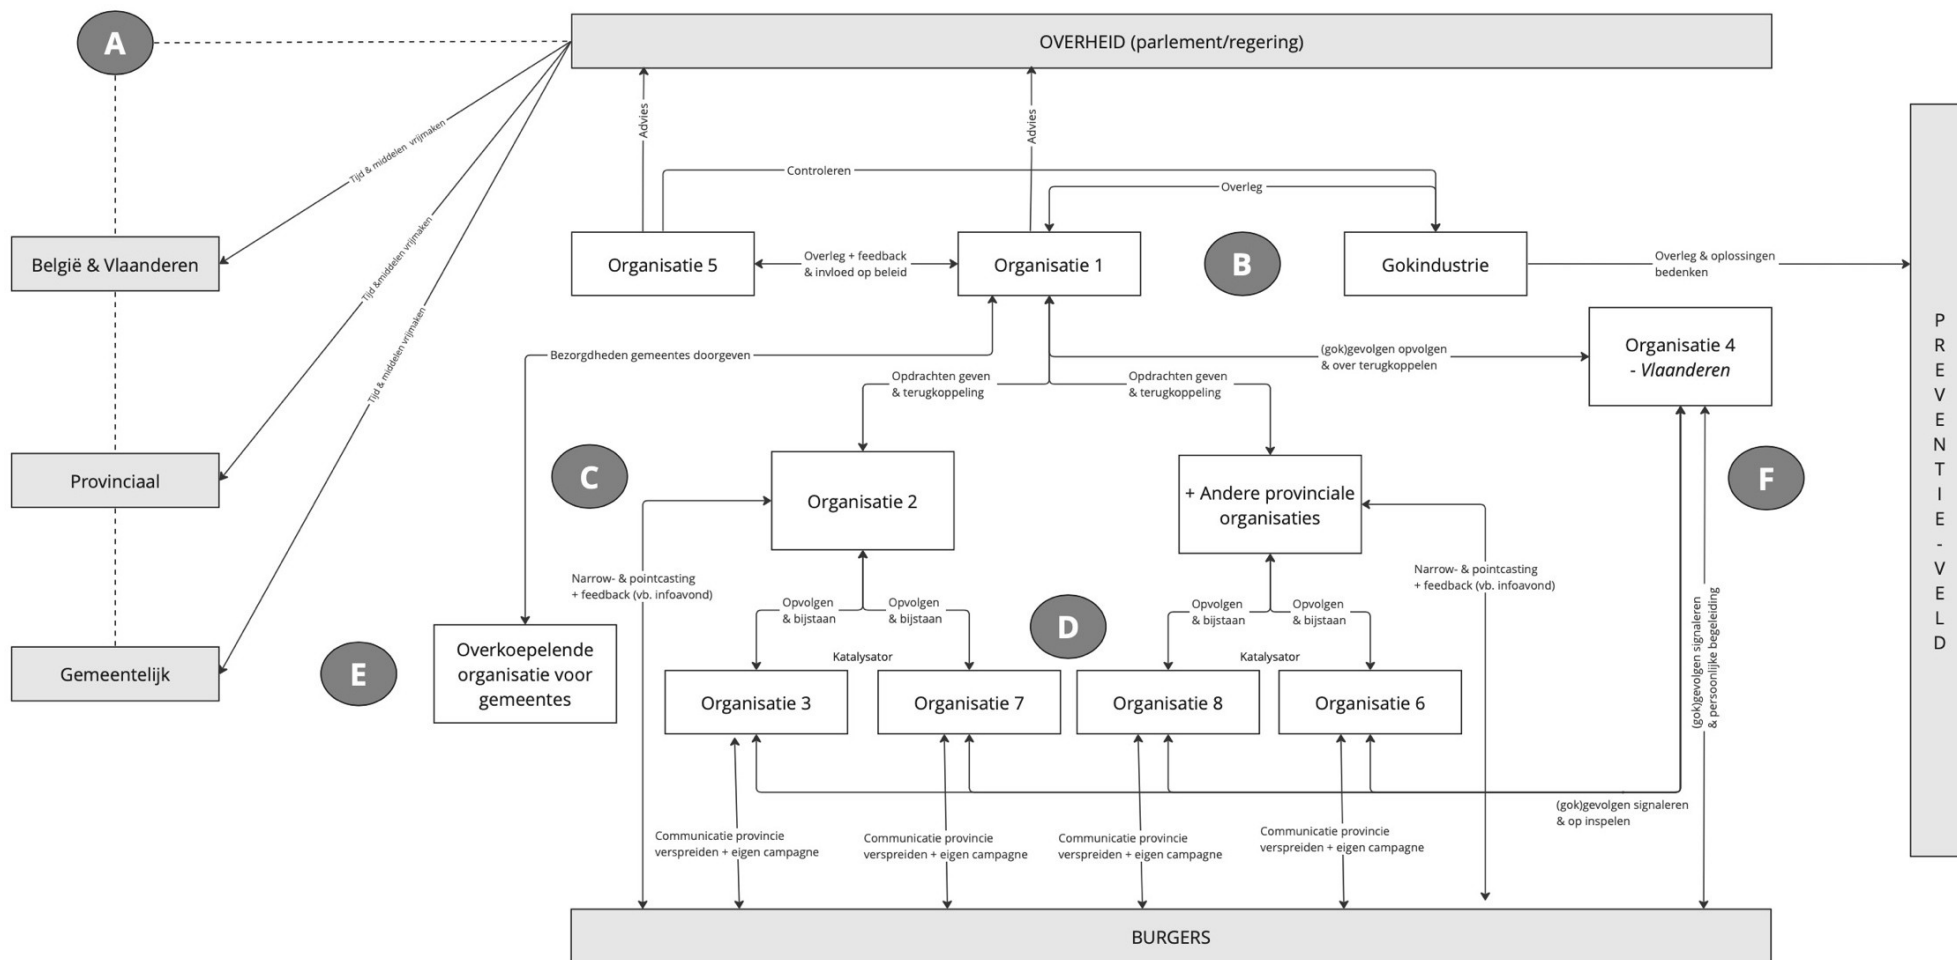 A
OVERHEID (parlement/regering)
Tijd & middelen vrijmaken
Tijd &middelen vrijmaken
Tijd & middelen vrijmaken
Advies
Advies
Controleren
Overleg
België & Vlaanderen
Organisatie 5
Overleg + feedback
& invloed op beleid
Organisatie 1
B
Gokindustrie
Overleg & oplossingen
bedenken
PREVENTIE-VELD
Bezorgdheden gemeentes doorgeven
(gok)gevolgen opvolgen
& over terugkoppelen
Organisatie 4
- Vlaanderen
Opdrachten geven
& terugkoppeling
Opdrachten geven
& terugkoppeling
Provinciaal
C
Organisatie 2
+ Andere provinciale
organisaties
F
Narrow- & pointcasting
+ feedback (vb. infoavond)
Narrow- & pointcasting
+ feedback (vb. infoavond)
Opvolgen
& bijstaan
Opvolgen
& bijstaan
D
Opvolgen
& bijstaan
Opvolgen
& bijstaan
(gok)gevolgen signaleren
& persoonlijke begeleiding
Gemeentelijk
E
Overkoepelende
organisatie voor
gemeentes
Katalysator
Katalysator
Organisatie 3
Organisatie 7
Organisatie 8
Organisatie 6
(gok)gevolgen signaleren
& op inspelen
Communicatie provincie
verspreiden + eigen campagne
Communicatie provincie
verspreiden + eigen campagne
Communicatie provincie
verspreiden + eigen campagne
Communicatie provincie
verspreiden + eigen campagne
BURGERS